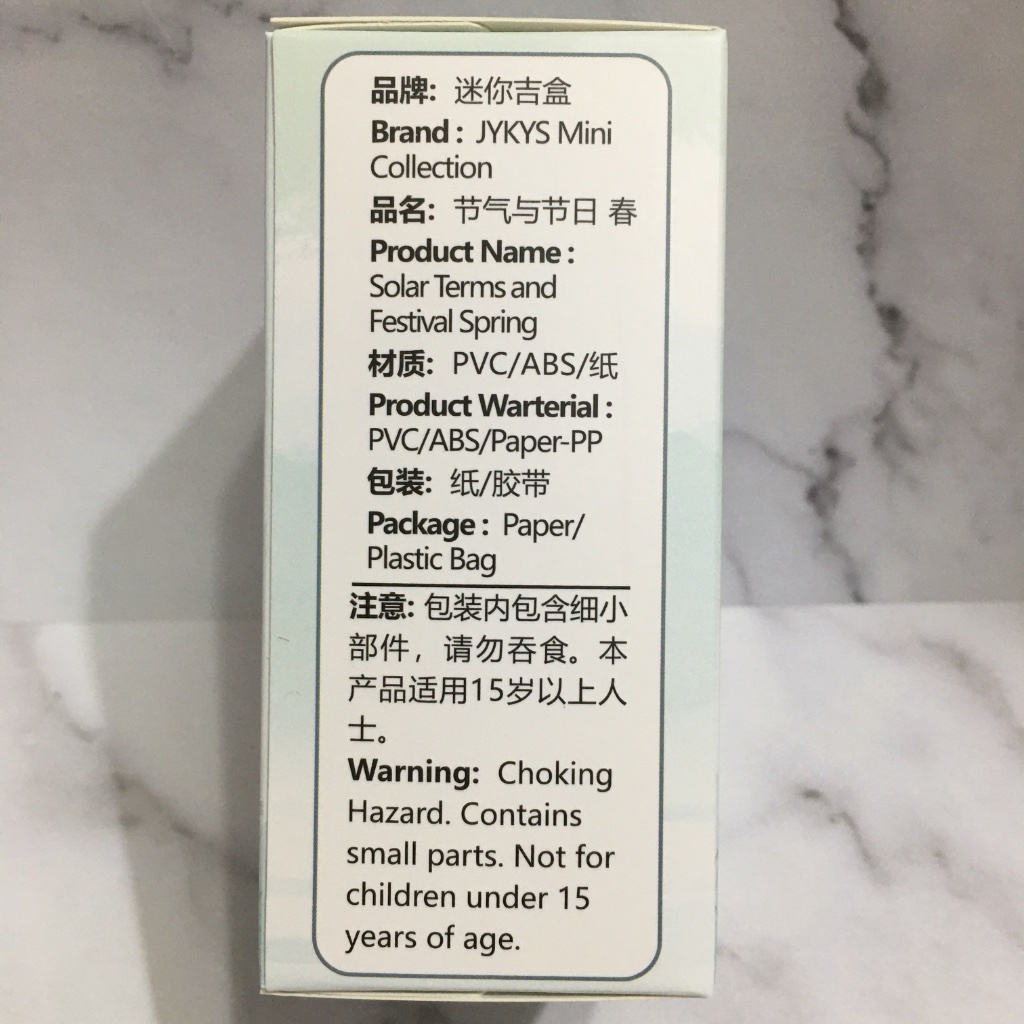 品牌: 迷你吉盒
Brand : JYKYS Mini
Collection
品名: 节气与节日 春
Product Name :
Solar Terms and
Festival Spring
材质: PVC/ABS/纸
Product Warterial :
PVC/ABS/Paper-PP
包装: 纸/胶带
Package : Paper/
Plastic Bag
注意: 包装内包含细小
部件，请勿吞食。本
产品适用15岁以上人
士。
Warning: Choking
Hazard. Contains
small parts. Not for
children under 15
years of age.